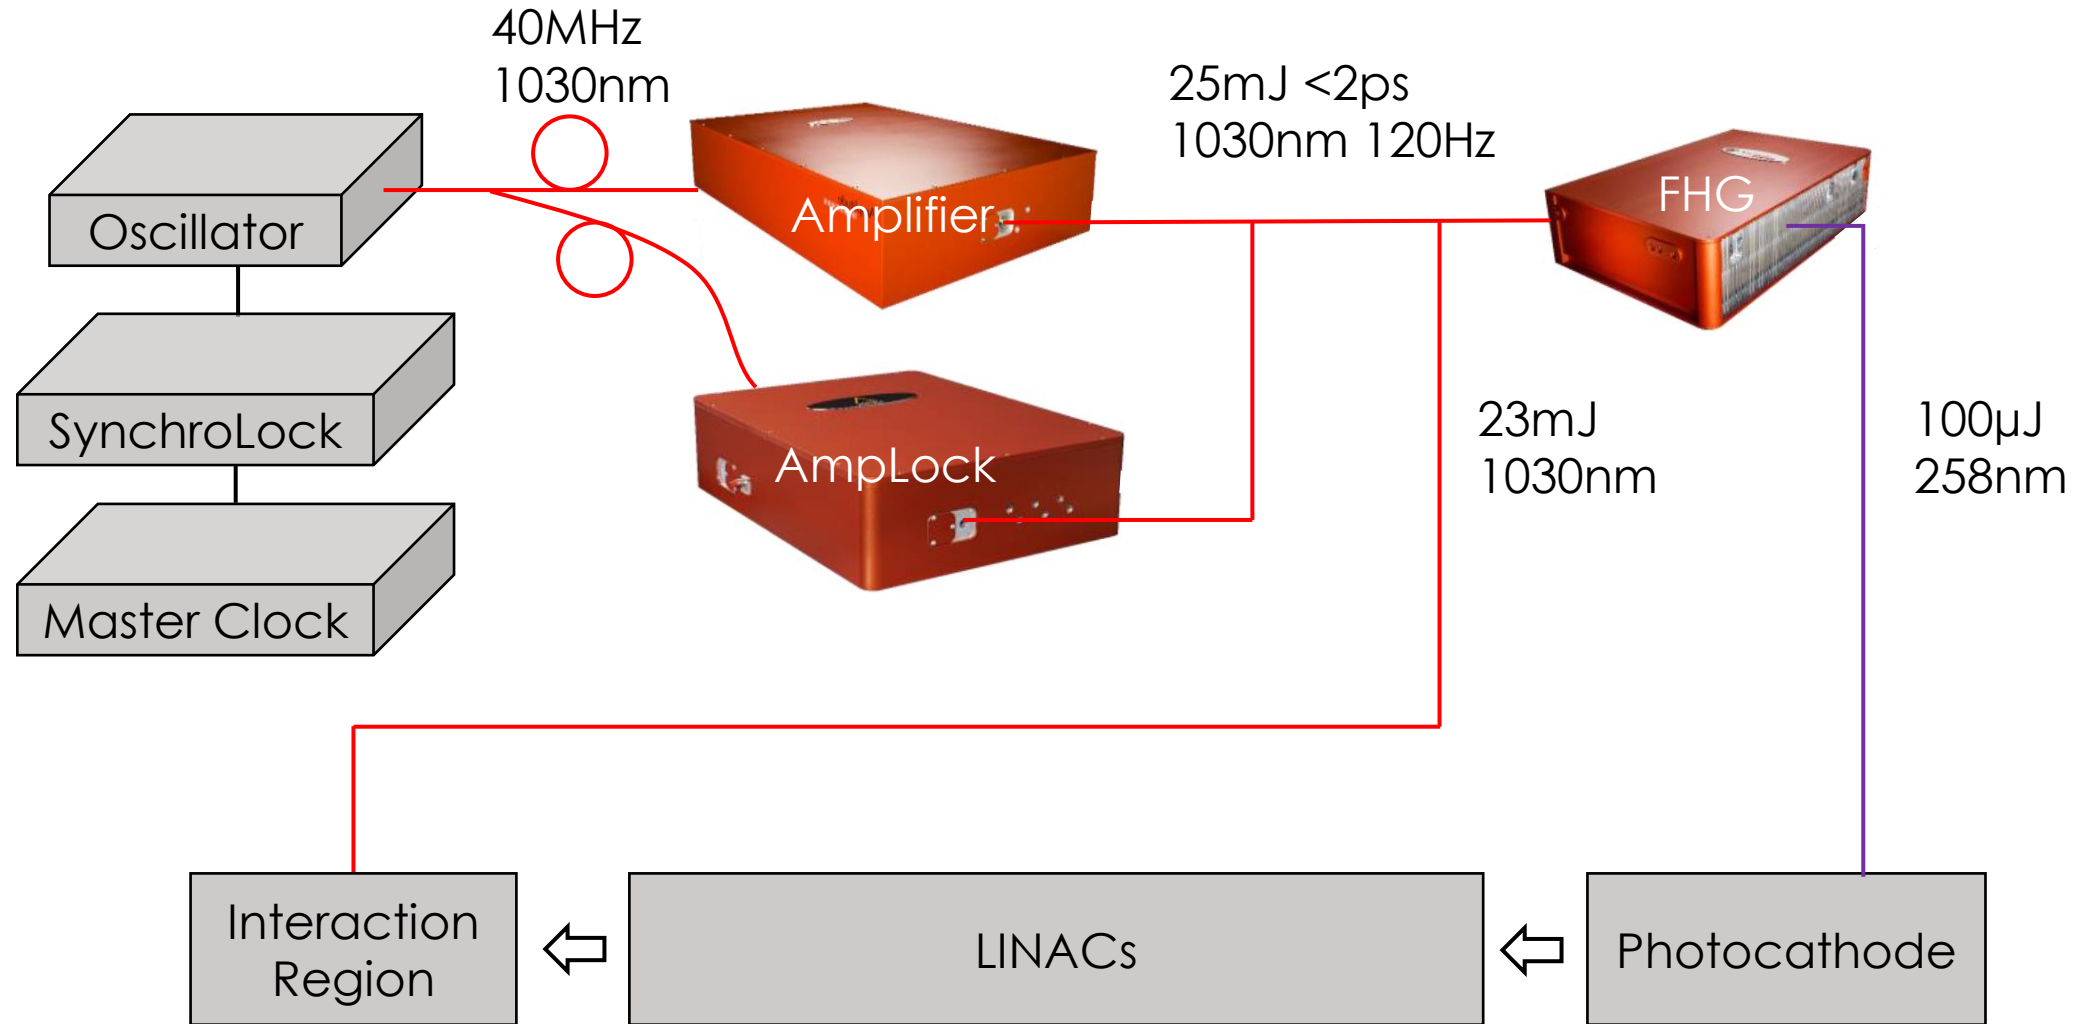 40MHz
1030nm
25mJ <2ps
1030nm 120Hz
Oscillator
Amplifier
FHG
SynchroLock
AmpLock
23mJ
1030nm
100µJ
258nm
Master Clock
Interaction
Region
LINACs
Photocathode